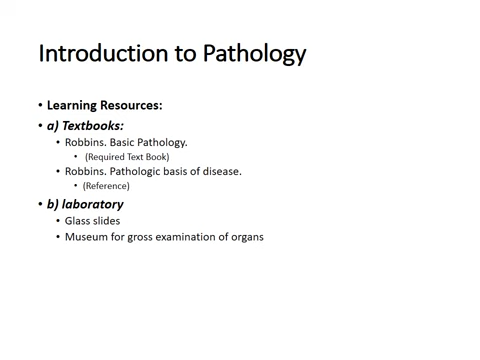 Introduction to Pathology
• Learning Resources:
• a) Textbooks:
• Robbins. Basic Pathology.
• (Required Text Book)
• Robbins. Pathologic basis of disease.
• (Reference)
• b) laboratory
• Glass slides
• Museum for gross examination of organs